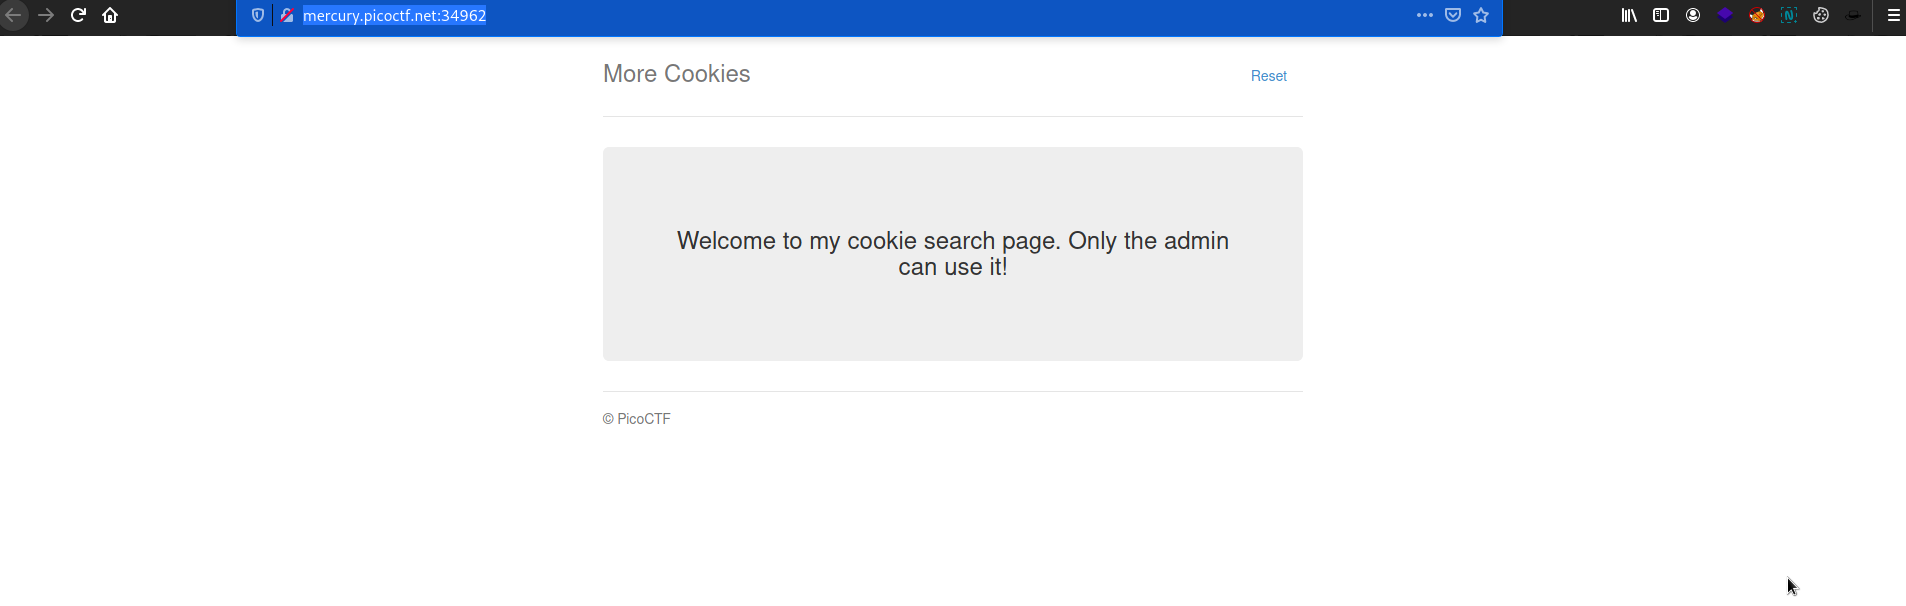 mercury.picoctf.net:34962
More Cookies
Reset
Welcome to my cookie search page. Only the admin
can use it!
© PicoCTF